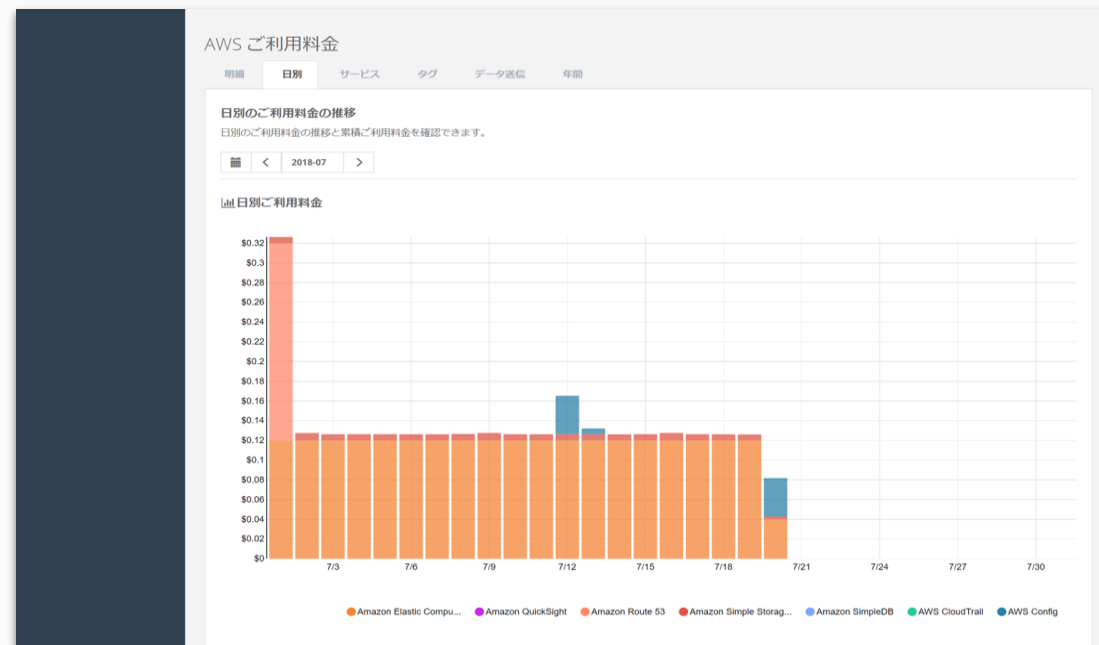 AWS ご利用料金
明細 日別 サービス タグ データ送信 年間
日別のご利用料金の推移
日別のご利用料金の推移と累積ご利用料金を確認できます。
2018-07
日別ご利用料金
$0.32
$0.3
$0.28
$0.26
$0.24
$0.22
$0.2
$0.18
$0.16
$0.14
$0.12
$0.1
$0.08
$0.06
$0.04
$0.02
$0
7/3 7/6 7/9 7/12 7/15 7/18 7/21 7/24 7/27 7/30
Amazon Elastic Compu... Amazon QuickSight Amazon Route 53 Amazon Simple Storag... Amazon SimpleDB AWS CloudTrail AWS Config